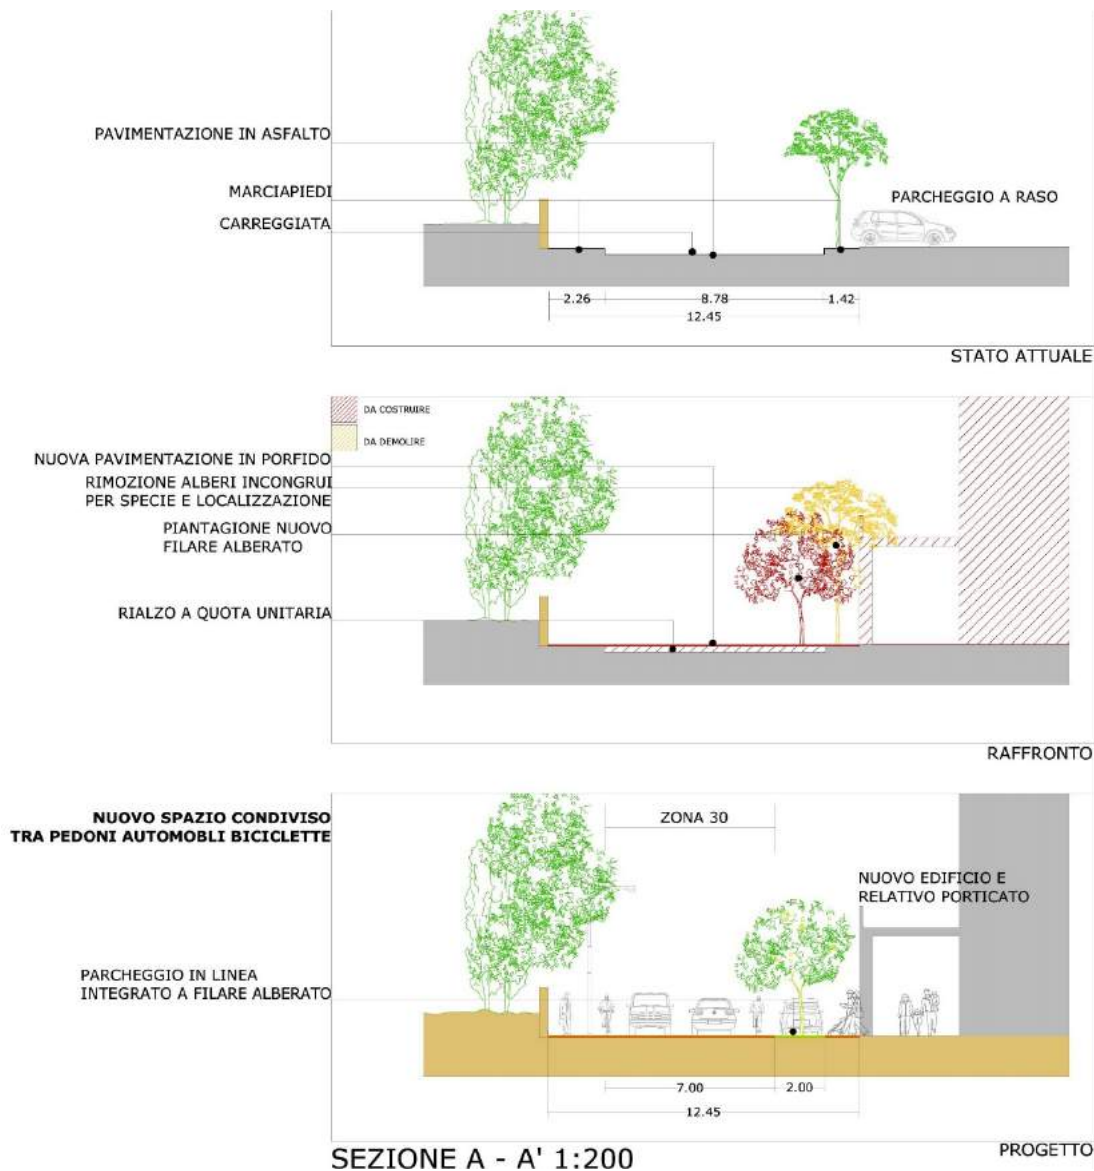 PAVIMENTAZIONE IN ASFALTO
MARCIAPIEDI
CARREGGIATA
PARCHEGGIO A RASO
2.26 8.78 1.42
12.45
STATO ATTUALE
DA COSTRUIRE
DA DEMOLIRE
NUOVA PAVIMENTAZIONE IN PORFIDO
RIMOZIONE ALBERI INCONGRUI
PER SPECIE E LOCALIZZAZIONE
PIANTAGIONE NUOVO
FILARE ALBERATO
RIALZO A QUOTA UNITARIA
RAFFRONTO
NUOVO SPAZIO CONDIVISO
TRA PEDONI AUTOMOBLI BICICLETTE
ZONA 30
NUOVO EDIFICIO E
RELATIVO PORTICATO
PARCHEGGIO IN LINEA
INTEGRATO A FILARE ALBERATO
7.00 2.00
12.45
PROGETTO
SEZIONE A - A' 1:200